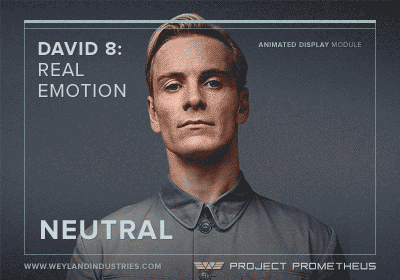 DAVID 8:
REAL
EMOTION
ANIMATED DISPLAY MODULE
NEUTRAL
WWW.WEYLANDINDUSTRIES.COM
PROJECT PROMETHEUS